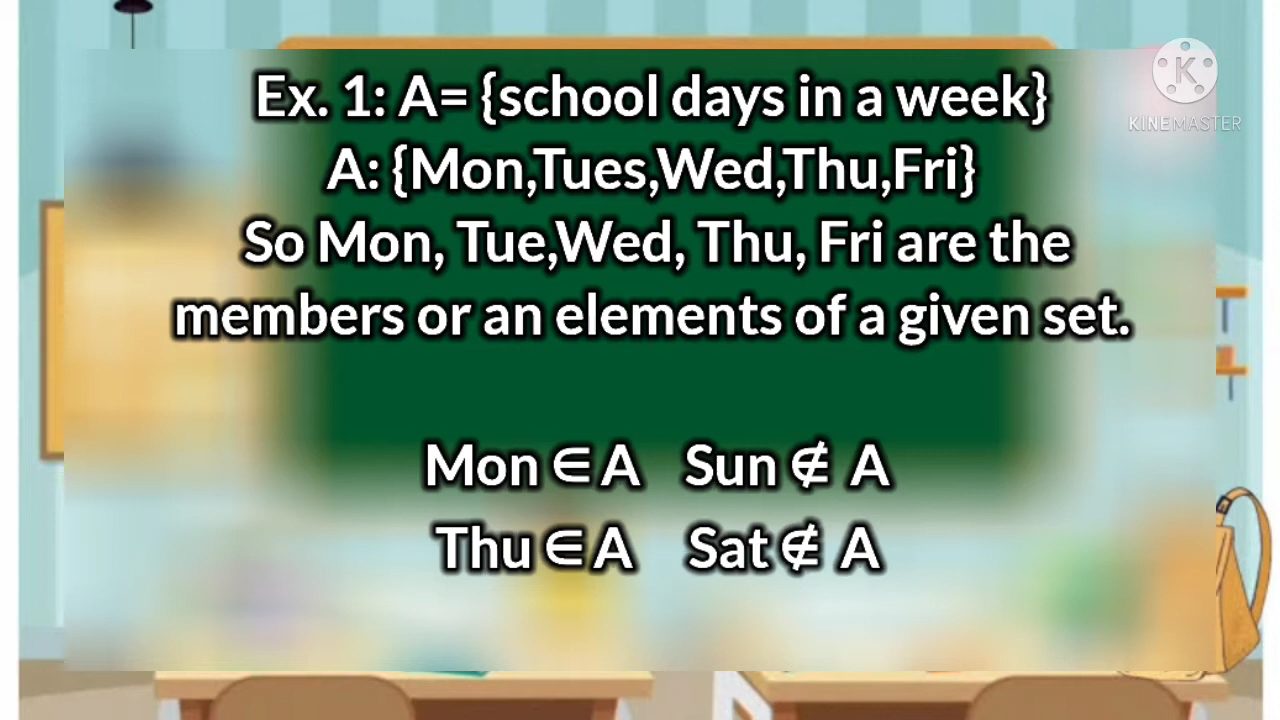 Ex. 1: A= {school days in a week}
A: {Mon,Tues,Wed,Thu,Fri}
So Mon, Tue,Wed, Thu, Fri are the
members or an elements of a given set.
Mon ∈ A Sun ∉ A
Thu ∈ A Sat ∉ A
K
KINEMASTER